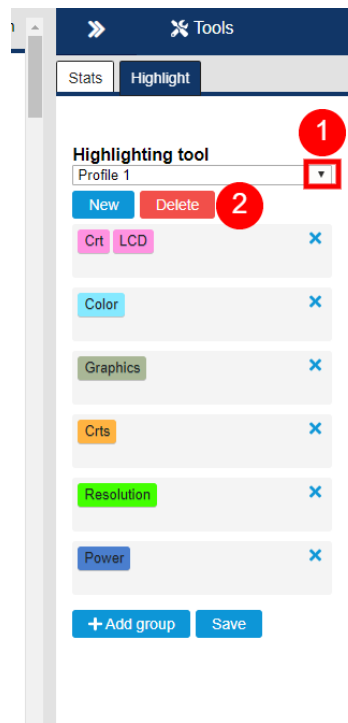 Tools
Stats Highlight
1
Highlighting tool
Profile 1
New Delete 2
Crt LCD
Color
Graphics
Crts
Resolution
Power
Add group Save